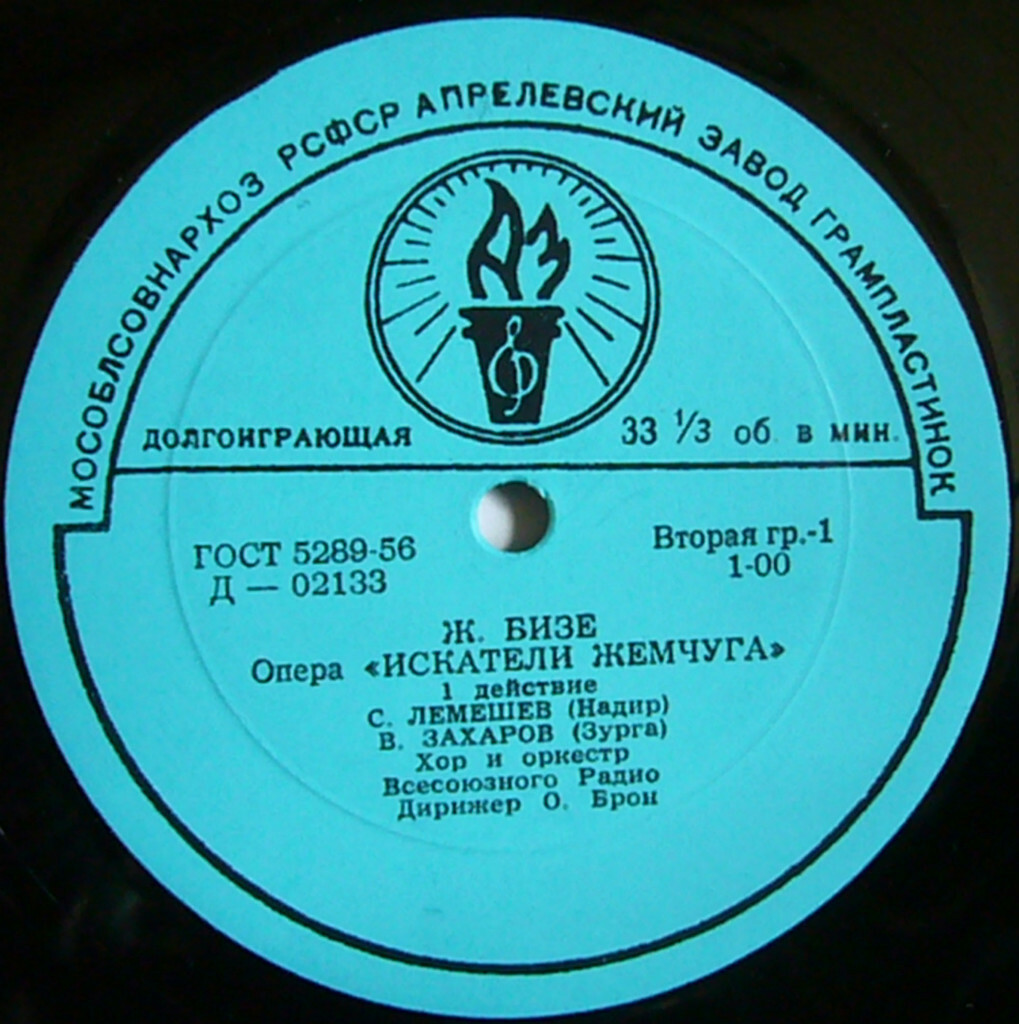 МОСОБЛСОВНАРХОЗ РСФСР АПРЕЛЕВСКИЙ ЗАВОД ГРАМПЛАСТИНОК
АЗ
ДОЛГОИГРАЮЩАЯ 33 1/3 об. в мин.
ГОСТ 5289-56 Вторая гр.-1
Д — 02133 1-00
Ж. БИЗЕ
Опера «ИСКАТЕЛИ ЖЕМЧУГА»
1 действие
С. ЛЕМЕШЕВ (Надир)
В. ЗАХАРОВ (Зурга)
Хор и оркестр
Всесоюзного Радио
Дирижер О. Брон